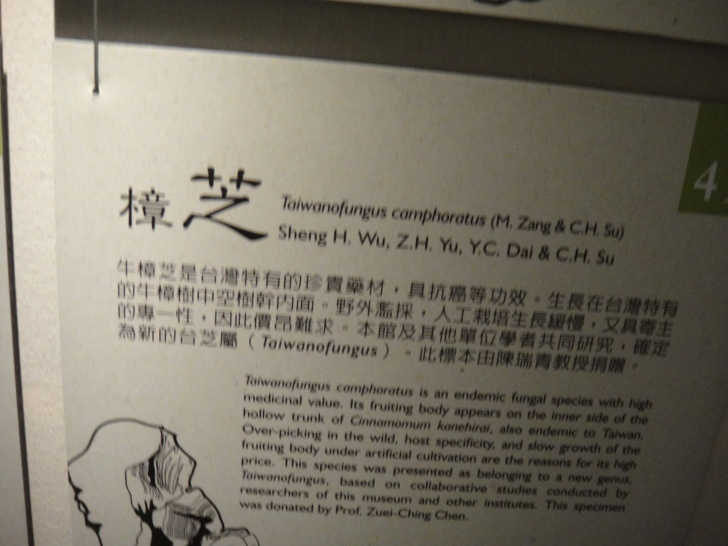 樟芝 Taiwanofungus camphoratus (M. Zang & C.H. Su)
Sheng H. Wu, Z.H. Yu, Y.C. Dai & C.H. Su
4
牛樟芝是台灣特有的珍貴藥材，具抗癌等功效。生長在台灣特有
的牛樟樹中空樹幹內面。野外濫採，人工栽培生長緩慢，又具寄主
的專一性，因此價昂難求。本館及其他單位學者共同研究，確定
為新的台芝屬（Taiwanofungus）。此標本由陳瑞青教授捐贈。
Taiwanofungus camphoratus is an endemic fungal species with high
medicinal value. Its fruiting body appears on the inner side of the
hollow trunk of Cinnamomum kanehirai, also endemic to Taiwan.
Over-picking in the wild, host specificity, and slow growth of the
fruiting body under artificial cultivation are the reasons for its high
price. This species was presented as belonging to a new genus,
Taiwanofungus, based on collaborative studies conducted by
researchers of this museum and other institutes. This specimen
was donated by Prof. Zuei-Ching Chen.